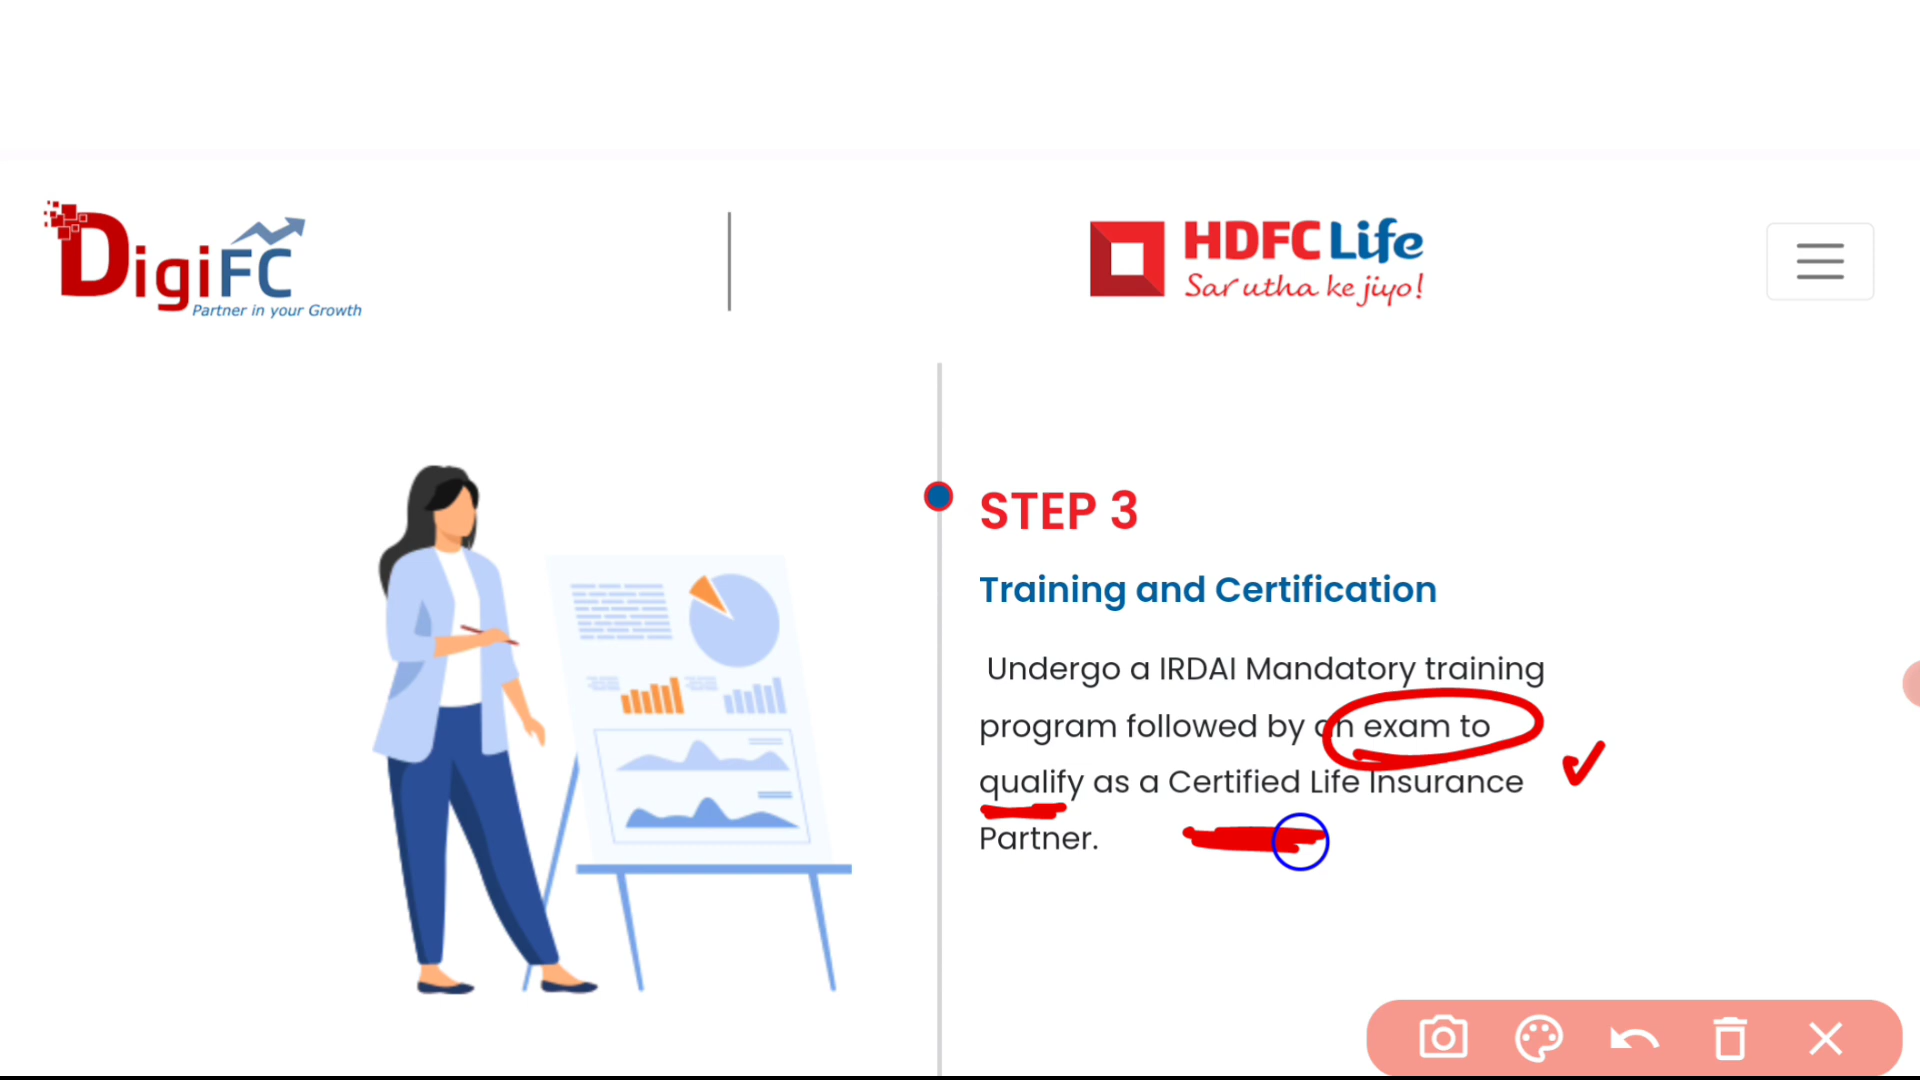 DigiFC
Partner in your Growth
HDFC Life
Sar utha ke jiyo!
STEP 3
Training and Certification
Undergo a IRDAI Mandatory training
program followed by an exam to
qualify as a Certified Life Insurance
Partner.